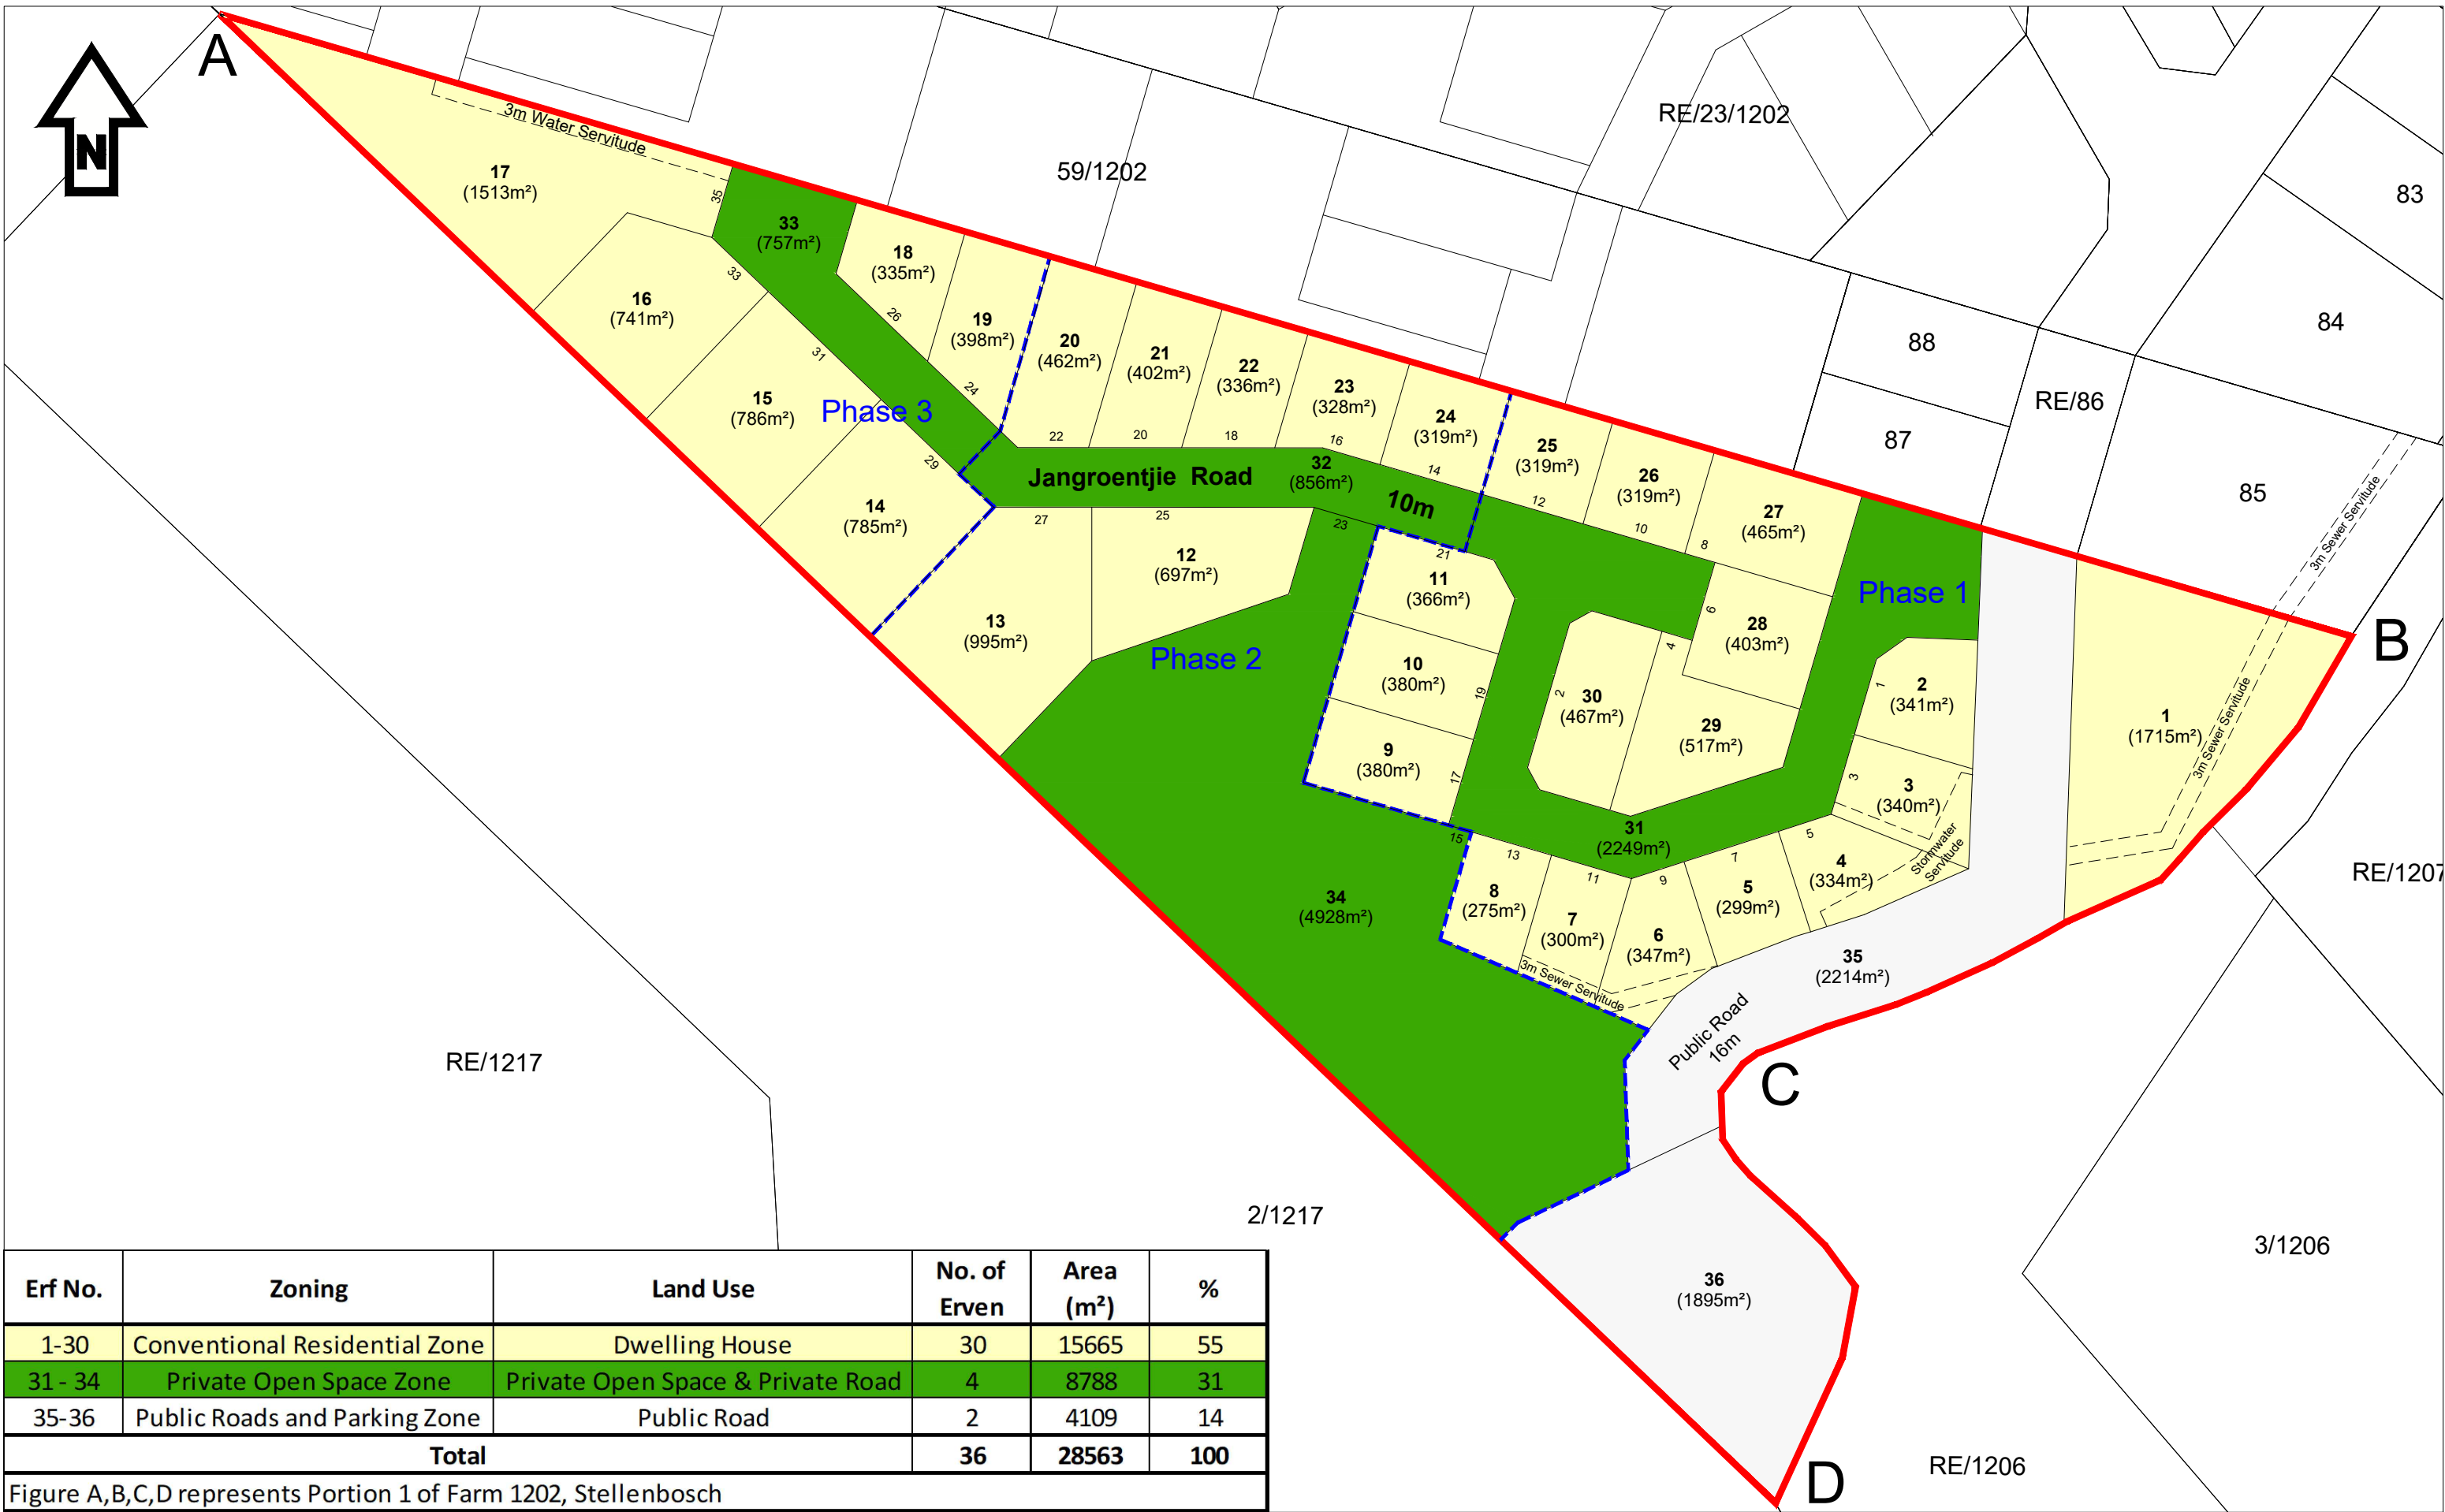 A
N
3m Water Servitude
RE/23/1202
59/1202
83
84
88
RE/86
87
85
3m Sewer Servitude
17
(1513m²)
35
33
(757m²)
18
(335m²)
16
(741m²)
33
26
19
(398m²)
20
(462m²)
21
(402m²)
22
(336m²)
23
(328m²)
24
(319m²)
25
(319m²)
26
(319m²)
27
(465m²)
31
24
15
(786m²)
Phase 3
22
20
18
16
14
12
10
8
29
Jangroentjie Road
32
(856m²)
10m
14
(785m²)
27
25
23
21
12
(697m²)
11
(366m²)
Phase 1
6
28
(403m²)
B
13
(995m²)
Phase 2
10
(380m²)
19
2
30
(467m²)
4
29
(517m²)
1
2
(341m²)
1
(1715m²)
3m Sewer Servitude
9
(380m²)
17
3
3
(340m²)
15
13
11
31
(2249m²)
9
7
5
4
(334m²)
Stormwater
Servitude
RE/1207
34
(4928m²)
8
(275m²)
7
(300m²)
6
(347m²)
5
(299m²)
3m Sewer Servitude
35
(2214m²)
Public Road
16m
C
RE/1217
2/1217
3/1206
36
(1895m²)
RE/1206
D
Erf No. Zoning Land Use No. of Erven Area (m²) %
1-30 Conventional Residential Zone Dwelling House 30 15665 55
31 - 34 Private Open Space Zone Private Open Space & Private Road 4 8788 31
35-36 Public Roads and Parking Zone Public Road 2 4109 14
Total 36 28563 100
Figure A,B,C,D represents Portion 1 of Farm 1202, Stellenbosch